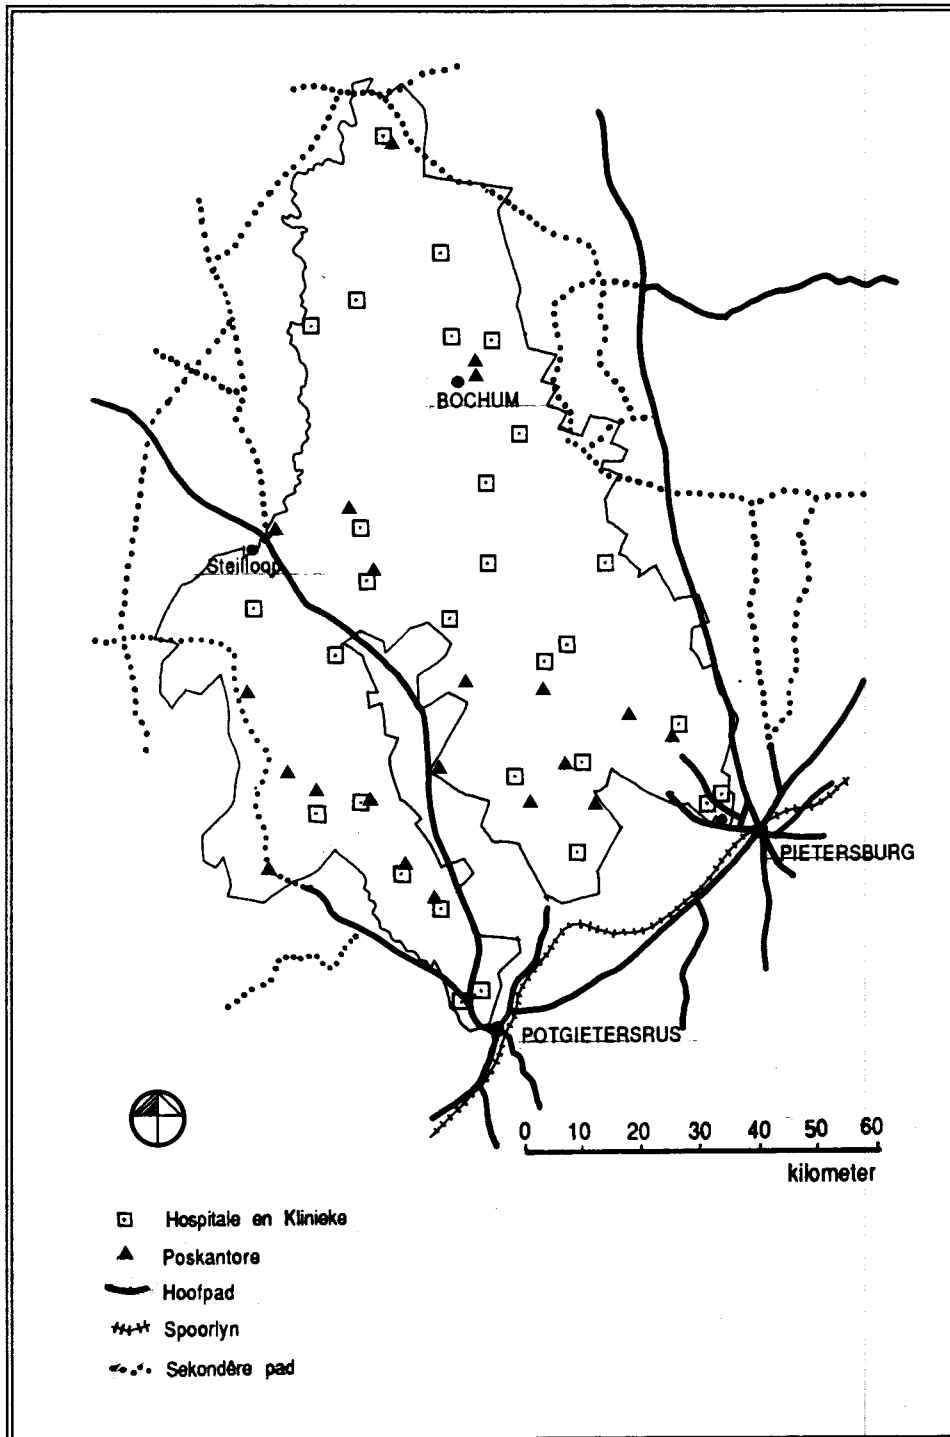 BOCHUM
Steilloop
PIETERSBURG
POTGIETERSRUS
0 10 20 30 40 50 60
kilometer
Hospitale en Klinieke
Poskantore
Hoofpad
Spoorlyn
Sekondêre pad